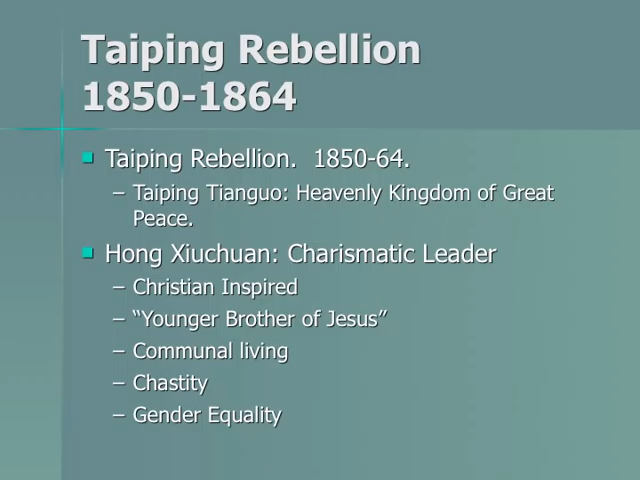 Taiping Rebellion
1850-1864
Taiping Rebellion.  1850-64.
– Taiping Tianguo: Heavenly Kingdom of Great
Peace.
Hong Xiuchuan: Charismatic Leader
– Christian Inspired
– “Younger Brother of Jesus”
– Communal living
– Chastity
– Gender Equality